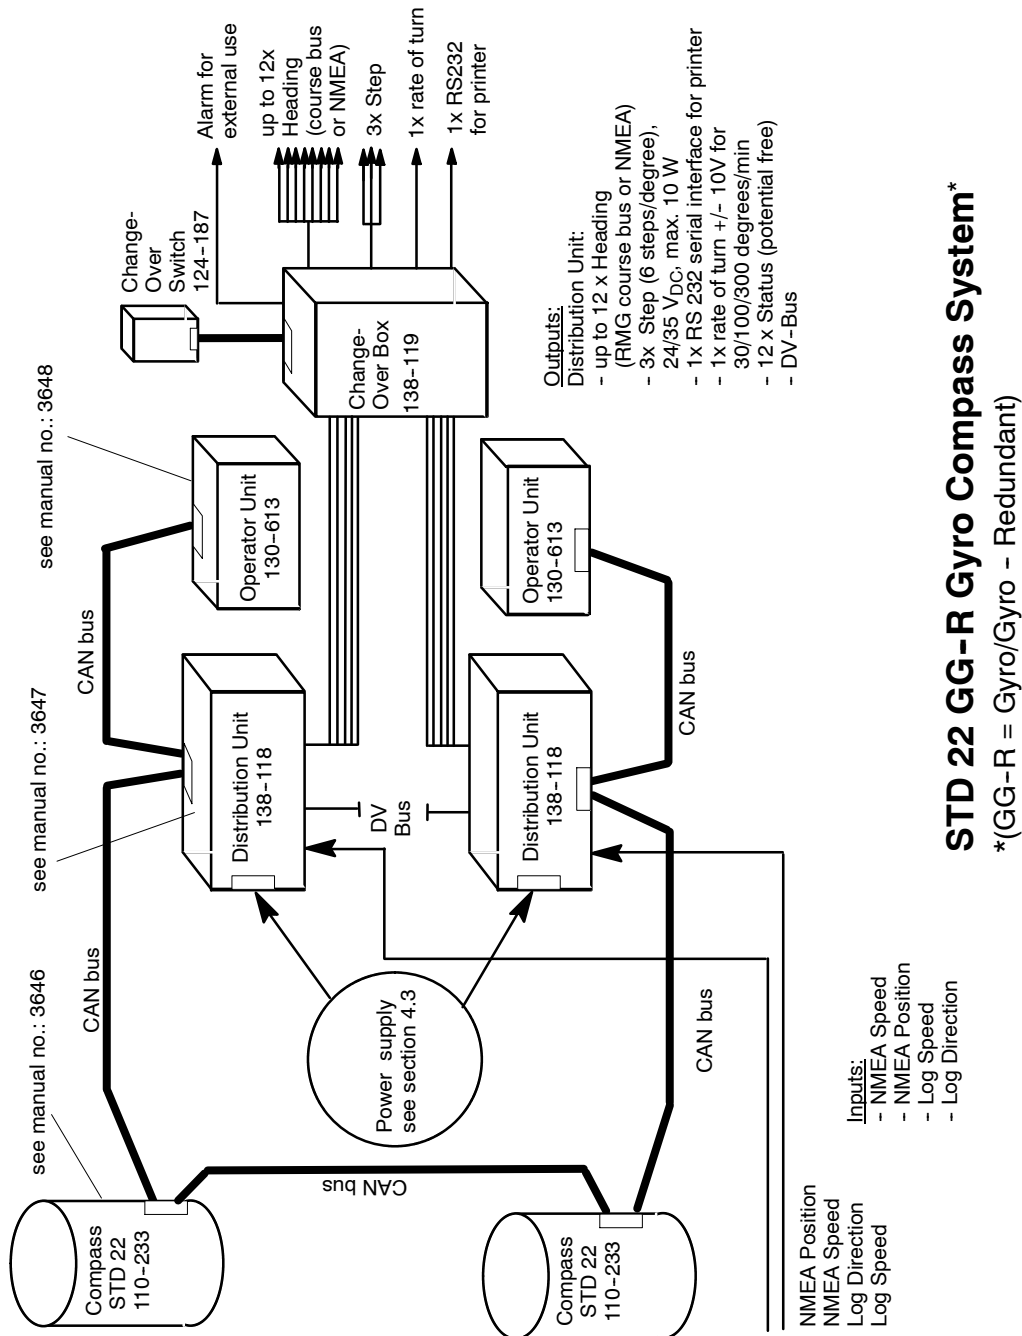 Change-
Over
Switch
124-187
Alarm for
external use
up to 12x
Heading
(course bus
or NMEA)
3x Step
1x rate of turn
1x RS232
for printer
Change-
Over Box
138-119
see manual no.: 3648
Operator Unit
130-613
Operator Unit
130-613
CAN bus
CAN bus
see manual no.: 3647
Distribution Unit
138-118
DV
Bus
Distribution Unit
138-118
CAN bus
CAN bus
Power supply
see section 4.3
see manual no.: 3646
Compass
STD 22
110-233
CAN bus
Compass
STD 22
110-233
NMEA Position
NMEA Speed
Log Direction
Log Speed
Inputs:
- NMEA Speed
- NMEA Position
- Log Speed
- Log Direction
Outputs:
Distribution Unit:
- up to 12 x Heading
(RMG course bus or NMEA)
- 3x Step (6 steps/degree),
24/35 VDC, max. 10 W
- 1x RS 232 serial interface for printer
- 1x rate of turn +/- 10V for
30/100/300 degrees/min
- 12 x Status (potential free)
- DV-Bus
STD 22 GG-R Gyro Compass System*
*(GG-R = Gyro/Gyro - Redundant)